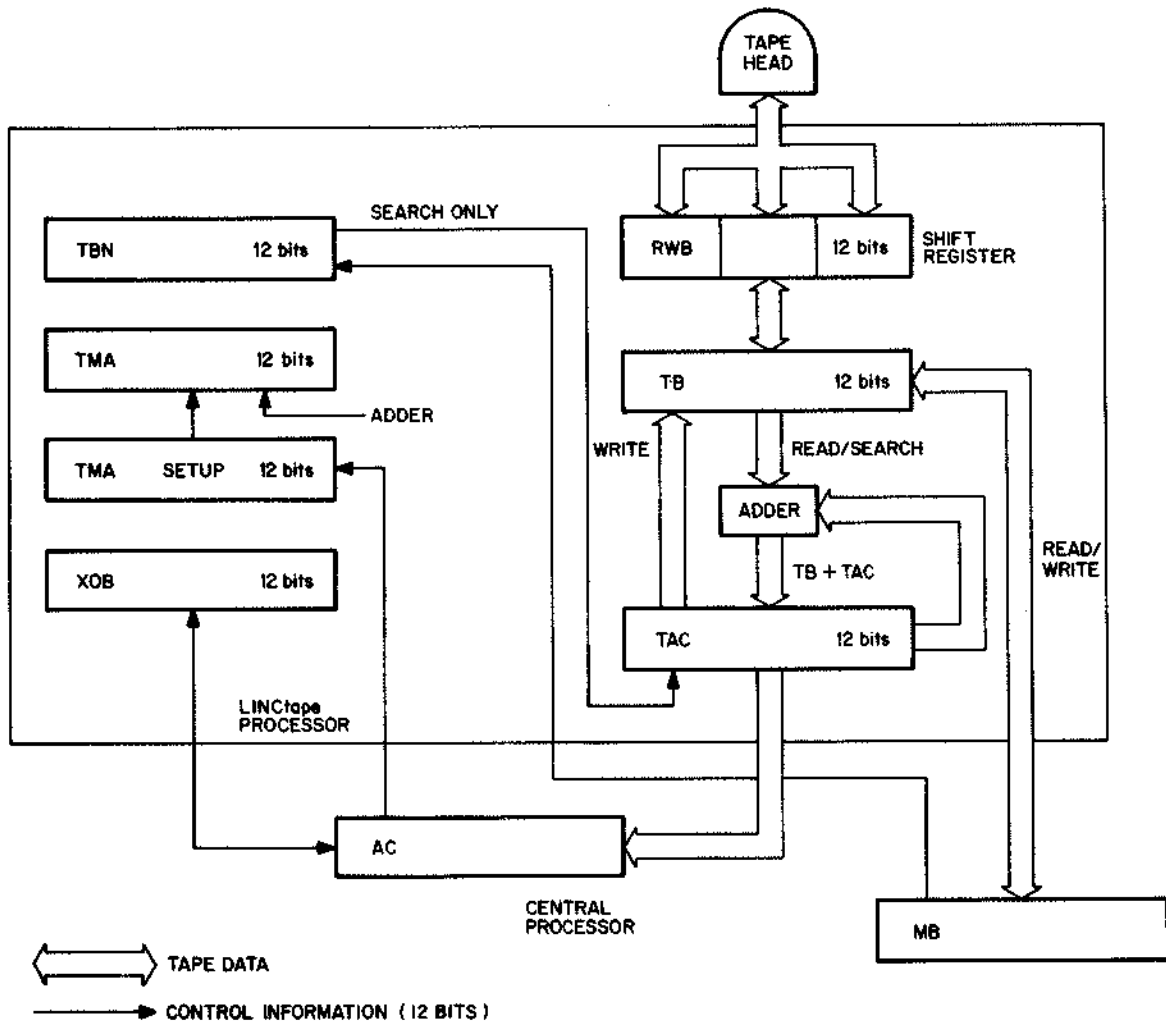 TAPE
HEAD
SEARCH ONLY
TBN 12 bits
RWB 12 bits
SHIFT
REGISTER
TMA 12 bits
ADDER
TB 12 bits
WRITE
READ/SEARCH
TMA SETUP 12 bits
ADDER
READ/
WRITE
XOB 12 bits
TB + TAC
TAC 12 bits
LINCtape
PROCESSOR
AC
CENTRAL
PROCESSOR
MB
TAPE DATA
CONTROL INFORMATION (12 BITS)